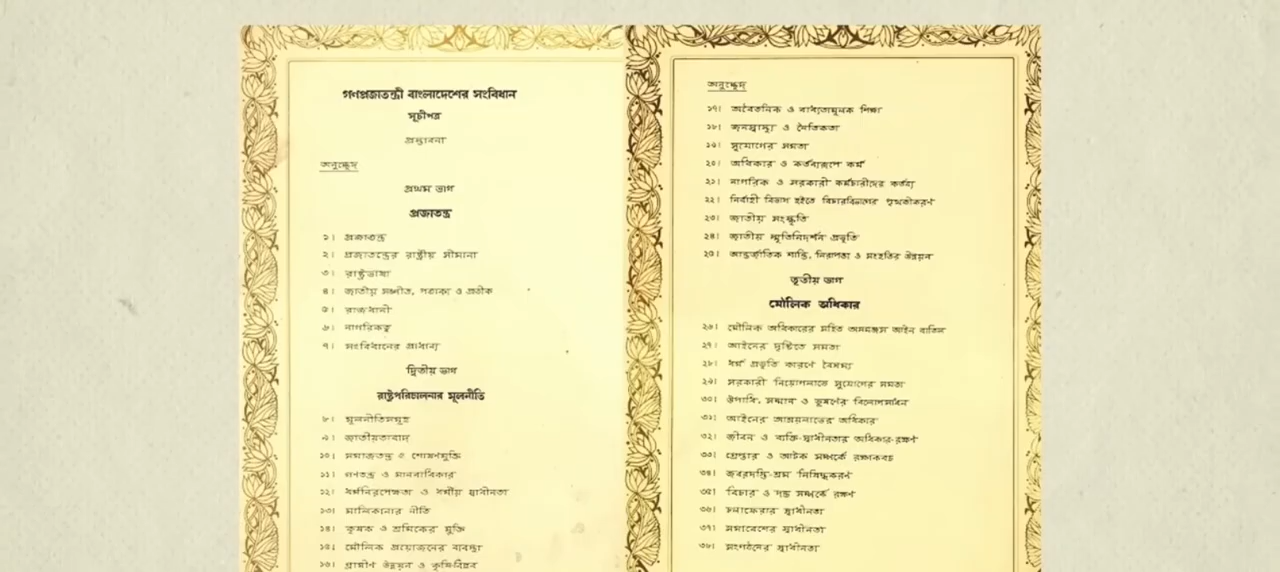 গণপ্রজাতন্ত্রী বাংলাদেশের সংবিধান
সূচীপত্র
প্রস্তাবনা
অনুচ্ছেদ
প্রথম ভাগ
প্রজাতন্ত্র
১। প্রজাতন্ত্র
২। প্রজাতন্ত্রের রাষ্ট্রীয় সীমানা
৩। রাষ্ট্রভাষা
৪। জাতীয় সঙ্গীত, পতাকা ও প্রতীক
৫। রাজধানী
৬। নাগরিকত্ব
৭। সংবিধানের প্রাধান্য
দ্বিতীয় ভাগ
রাষ্ট্রপরিচালনার মূলনীতি
৮। মূলনীতিসমূহ
৯। জাতীয়তাবাদ
১০। সমাজতন্ত্র ও শোষণমুক্তি
১১। গণতন্ত্র ও মানবাধিকার
১২। ধর্মনিরপেক্ষতা ও ধর্মীয় স্বাধীনতা
১৩। মালিকানার নীতি
১৪। কৃষক ও শ্রমিকের মুক্তি
১৫। মৌলিক প্রয়োজনের ব্যবস্থা
১৬। গ্রামীণ উন্নয়ন ও কৃষি-বিপ্লব
অনুচ্ছেদ
১৭। অবৈতনিক ও বাধ্যতামূলক শিক্ষা
১৮। জনস্বাস্থ্য ও নৈতিকতা
১৯। সুযোগের সমতা
২০। অধিকার ও কর্তব্যরূপে কর্ম
২১। নাগরিক ও সরকারী কর্মচারীদের কর্তব্য
২২। নির্বাহী বিভাগ হইতে বিচারবিভাগের পৃথকীকরণ
২৩। জাতীয় সংস্কৃতি
২৪। জাতীয় স্মৃতিনিদর্শন প্রভৃতি
২৫। আন্তর্জাতিক শান্তি, নিরাপত্তা ও সংহতির উন্নয়ন
তৃতীয় ভাগ
মৌলিক অধিকার
২৬। মৌলিক অধিকারের সহিত অসমঞ্জস আইন বাতিল
২৭। আইনের দৃষ্টিতে সমতা
২৮। ধর্ম প্রভৃতি কারণে বৈষম্য
২৯। সরকারী নিয়োগলাভে সুযোগের সমতা
৩০। উপাধি, সম্মান ও ভূষণের বিলোপসাধন
৩১। আইনের আশ্রয়লাভের অধিকার
৩২। জীবন ও ব্যক্তি-স্বাধীনতার অধিকার-রক্ষণ
৩৩। গ্রেপ্তার ও আটক সম্পর্কে রক্ষাকবচ
৩৪। জবরদস্তি-শ্রম নিষিদ্ধকরণ
৩৫। বিচার ও দণ্ড সম্পর্কে রক্ষণ
৩৬। চলাফেরার স্বাধীনতা
৩৭। সমাবেশের স্বাধীনতা
৩৮। সংগঠনের স্বাধীনতা